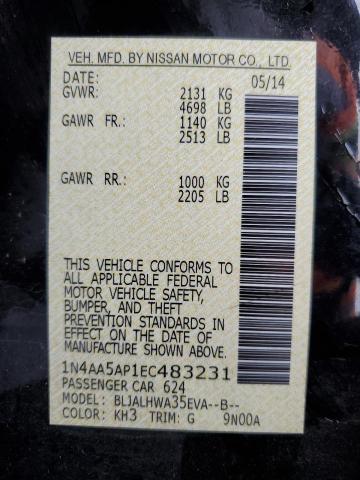 VEH. MFD. BY NISSAN MOTOR CO., LTD.
DATE: 05/14
GVWR: 2131 KG
4698 LB
GAWR FR.: 1140 KG
2513 LB
GAWR RR.: 1000 KG
2205 LB
THIS VEHICLE CONFORMS TO
ALL APPLICABLE FEDERAL
MOTOR VEHICLE SAFETY,
BUMPER, AND THEFT
PREVENTION STANDARDS IN
EFFECT ON THE DATE OF
MANUFACTURE SHOWN ABOVE.
1N4AA5AP1EC483231
PASSENGER CAR 624
MODEL: BLJALHWA35EVA--B--
COLOR: KH3 TRIM: G 9N00A